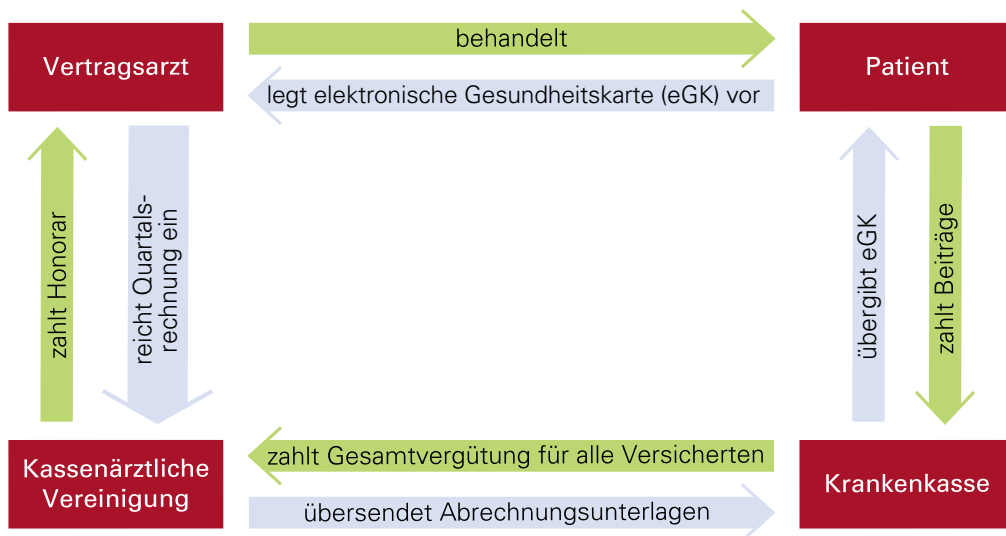 Vertragsarzt
behandelt
Patient
legt elektronische Gesundheitskarte (eGK) vor
zahlt Honorar
reicht Quartals-
rechnung ein
übergibt eGK
zahlt Beiträge
Kassenärztliche
Vereinigung
zahlt Gesamtvergütung für alle Versicherten
übersendet Abrechnungsunterlagen
Krankenkasse